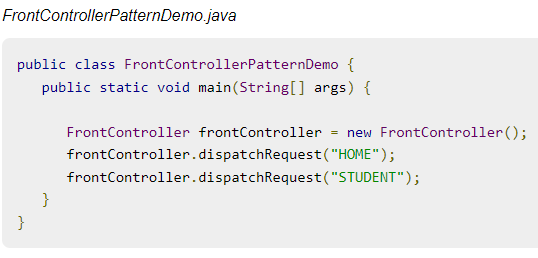 FrontControllerPatternDemo.java
public class FrontControllerPatternDemo {
public static void main(String[] args) {
FrontController frontController = new FrontController();
frontController.dispatchRequest("HOME");
frontController.dispatchRequest("STUDENT");
}
}